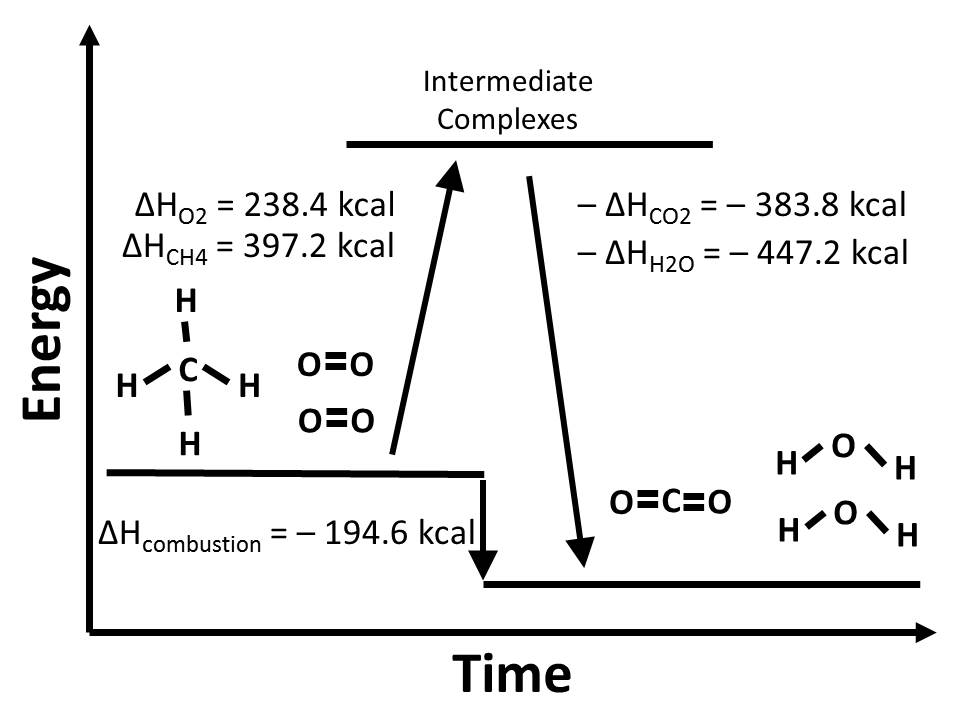 Intermediate
Complexes
ΔHO2 = 238.4 kcal
ΔHCH4 = 397.2 kcal
– ΔHCO2 = – 383.8 kcal
– ΔHH2O = – 447.2 kcal
H
H C H
H
O=O
O=O
ΔHcombustion = – 194.6 kcal
O=C=O
H O H
H O H
Energy
Time